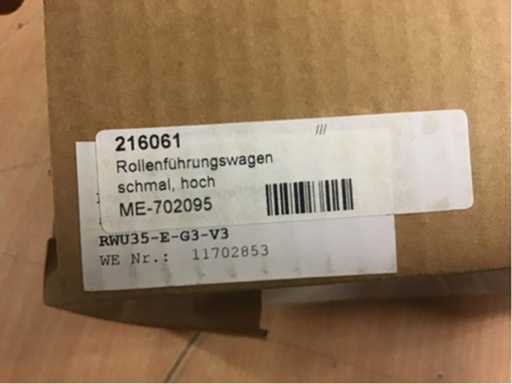 216061
///
Rollenführungswagen
schmal, hoch
ME-702095
RWU35-E-G3-V3
WE Nr.: 11702853